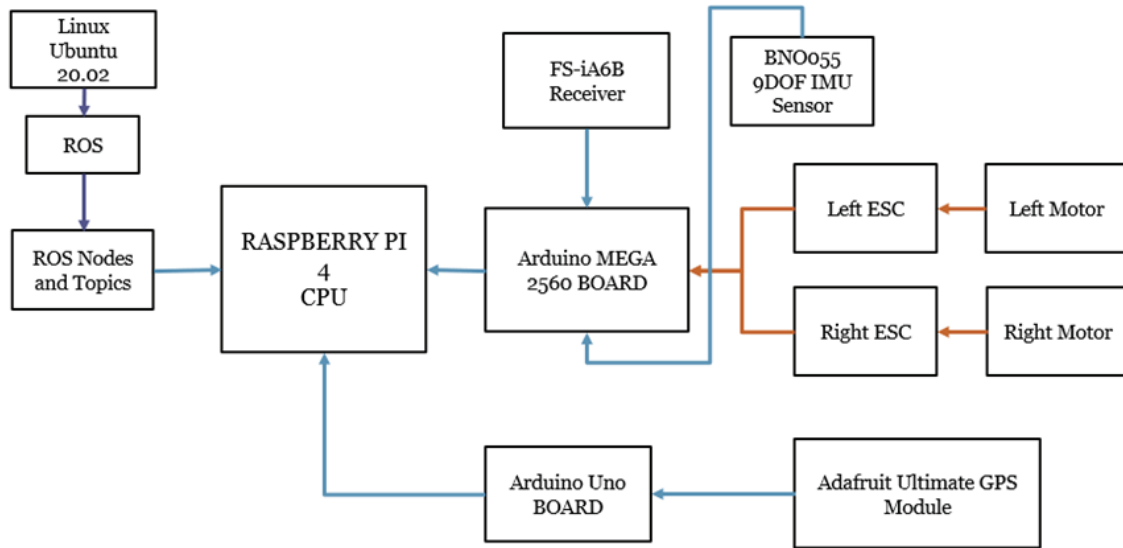 Linux
Ubuntu
20.02
ROS
ROS Nodes
and Topics
RASPBERRY PI
4
CPU
FS-iA6B
Receiver
Arduino MEGA
2560 BOARD
BNO055
9DOF IMU
Sensor
Left ESC
Left Motor
Right ESC
Right Motor
Arduino Uno
BOARD
Adafruit Ultimate GPS
Module